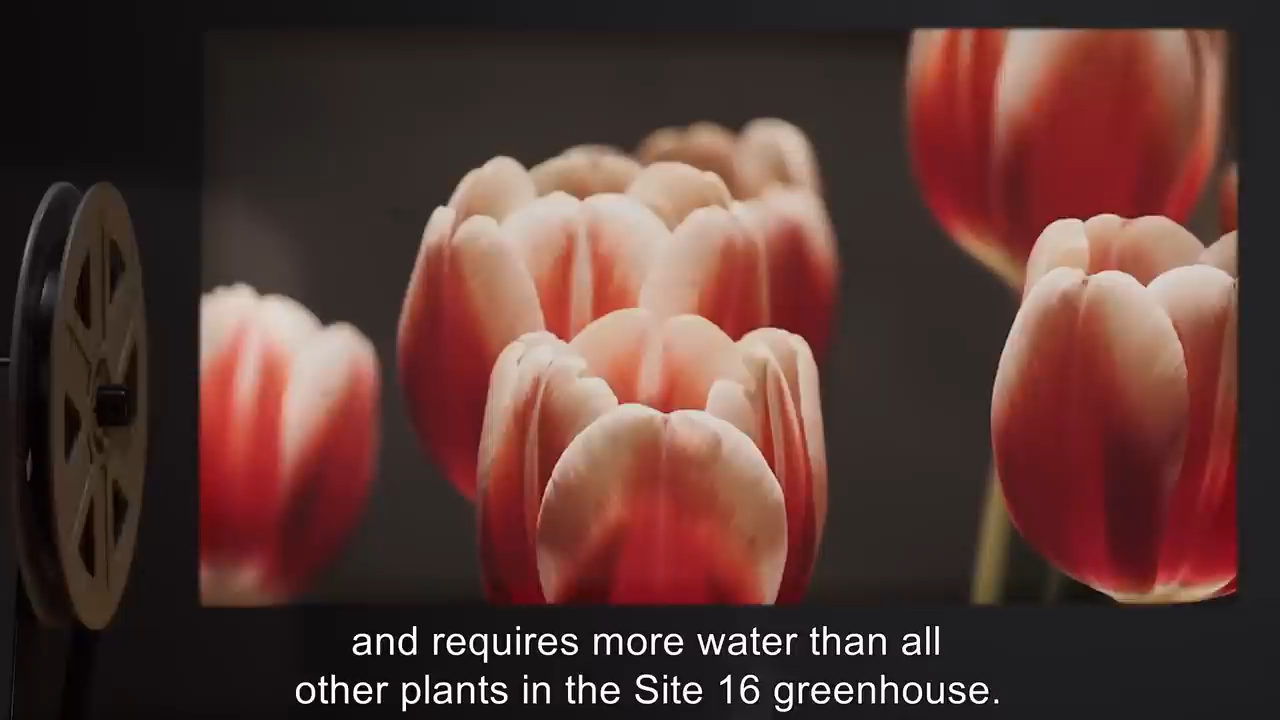 and requires more water than all
other plants in the Site 16 greenhouse.